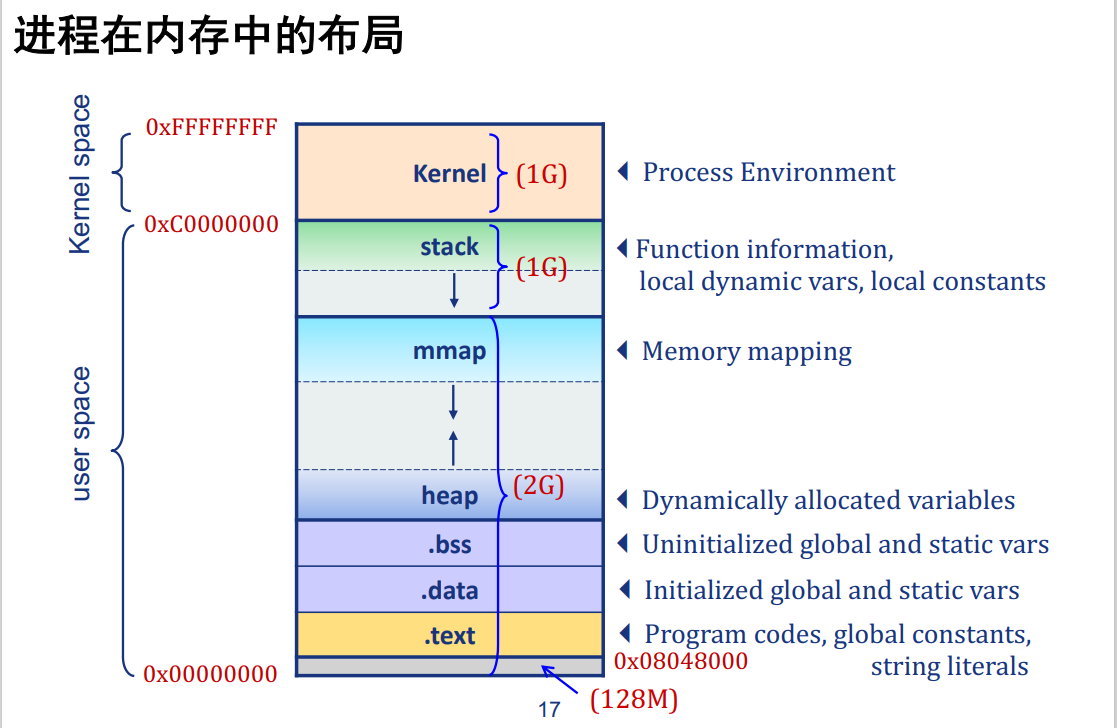 进程在内存中的布局
Kernel space
0xFFFFFFFF
Kernel
(1G)
Process Environment
0xC0000000
stack
(1G)
Function information,
local dynamic vars, local constants
mmap
Memory mapping
user space
heap
(2G)
Dynamically allocated variables
.bss
Uninitialized global and static vars
.data
Initialized global and static vars
.text
Program codes, global constants,
string literals
0x08048000
0x00000000
(128M)
17